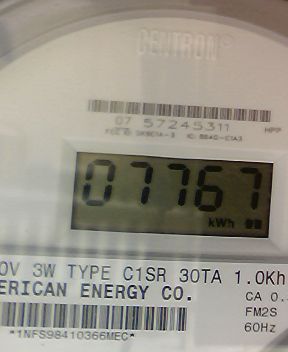 CENTRON®
07 57245311
HPP
07767
kWh
0V 3W TYPE C1SR 30TA 1.0Kh
ERICAN ENERGY CO.
CA 0.
FM2S
60Hz
*1NFS98410366MEC*